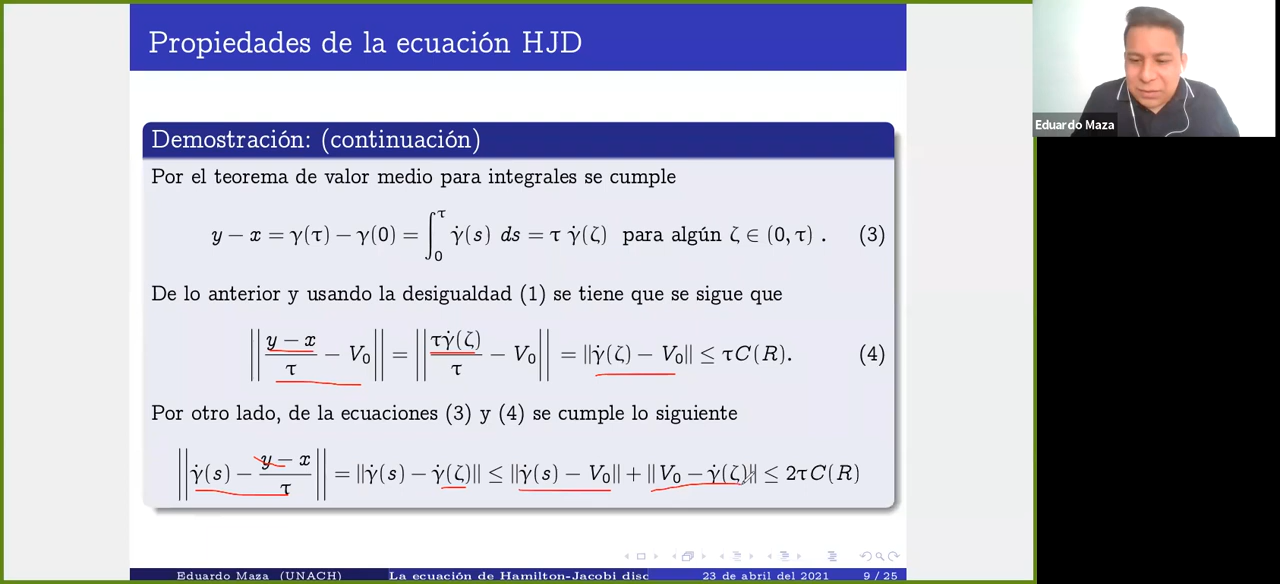 Propiedades de la ecuación HJD
Eduardo Maza
Demostración: (continuación)
Por el teorema de valor medio para integrales se cumple
y − x = γ(τ) − γ(0) = ∫₀^τ γ̇(s) ds = τ γ̇(ζ) para algún ζ ∈ (0, τ) . (3)
De lo anterior y usando la desigualdad (1) se tiene que se sigue que
||(y − x)/τ − V₀|| = ||τγ̇(ζ)/τ − V₀|| = ||γ̇(ζ) − V₀|| ≤ τC(R). (4)
Por otro lado, de la ecuaciones (3) y (4) se cumple lo siguiente
||γ̇(s) − (y − x)/τ|| = ||γ̇(s) − γ̇(ζ)|| ≤ ||γ̇(s) − V₀|| + ||V₀ − γ̇(ζ)|| ≤ 2τC(R)
Eduardo Maza (UNACH) La ecuación de Hamilton-Jacobi disc 23 de abril del 2021 9 / 25